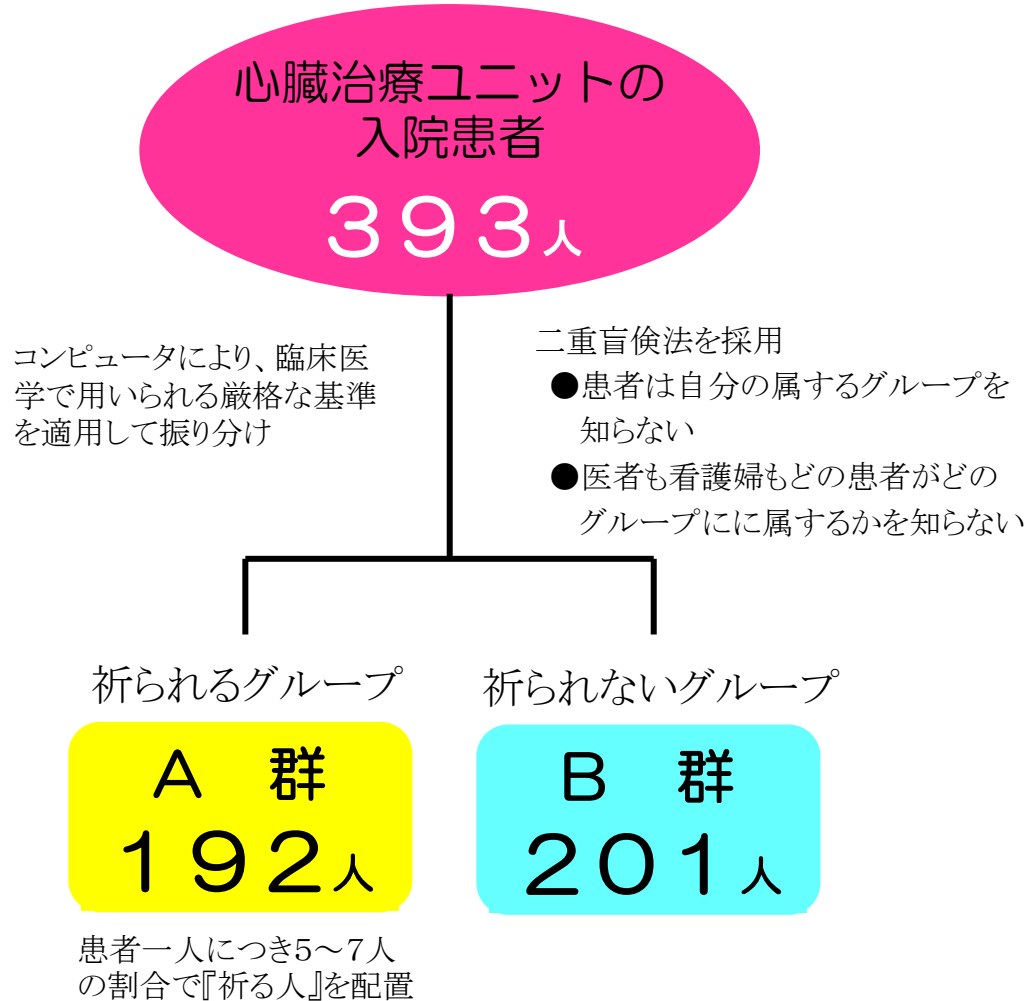 心臓治療ユニットの
入院患者
３９３人
コンピュータにより、臨床医
学で用いられる厳格な基準
を適用して振り分け
二重盲倹法を採用
●患者は自分の属するグループを
知らない
●医者も看護婦もどの患者がどの
グループにに属するかを知らない
祈られるグループ
Ａ　群
１９２人
患者一人につき5～7人
の割合で『祈る人』を配置
祈られないグループ
Ｂ　群
２０１人